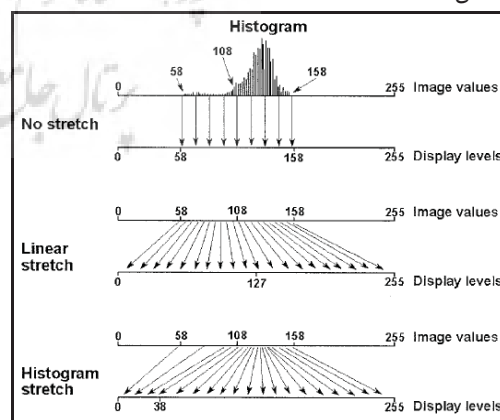 Histogram
108
58
158
0
255 Image values
No stretch
0
58
158
255 Display levels
0
58
108
158
255 Image values
Linear
stretch
0
127
255 Display levels
0
58
108
158
255 Image values
Histogram
stretch
0
38
255 Display levels